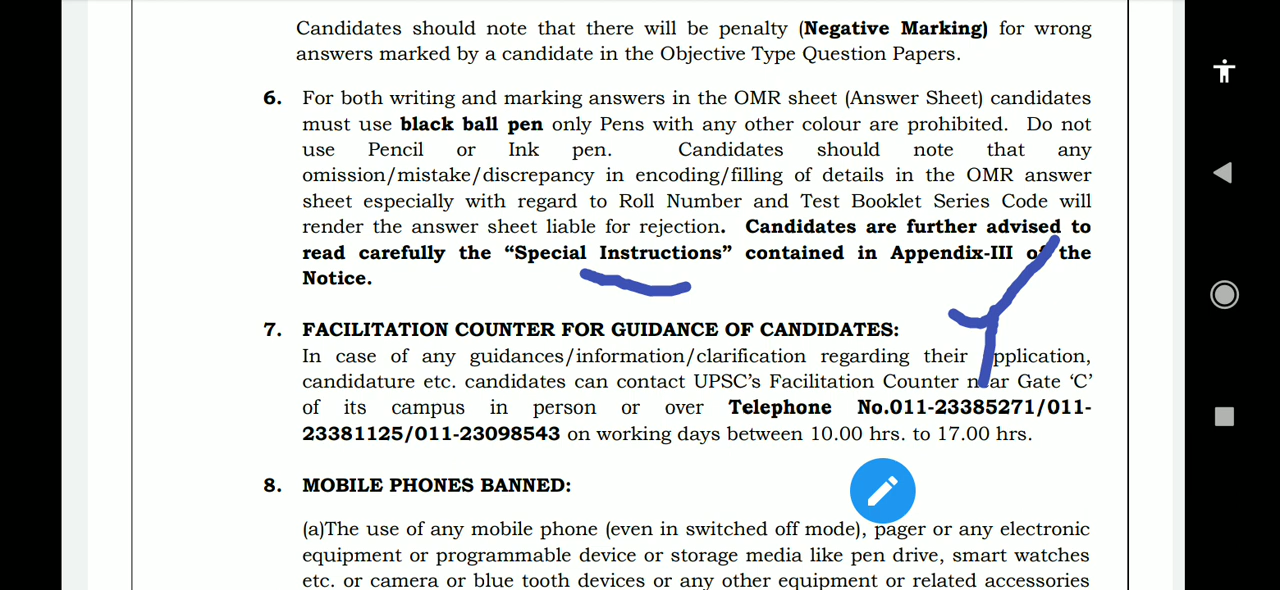 Candidates should note that there will be penalty (Negative Marking) for wrong
answers marked by a candidate in the Objective Type Question Papers.
6. For both writing and marking answers in the OMR sheet (Answer Sheet) candidates
must use black ball pen only Pens with any other colour are prohibited. Do not
use Pencil or Ink pen. Candidates should note that any
omission/mistake/discrepancy in encoding/filling of details in the OMR answer
sheet especially with regard to Roll Number and Test Booklet Series Code will
render the answer sheet liable for rejection. Candidates are further advised to
read carefully the “Special Instructions” contained in Appendix-III of the
Notice.
7. FACILITATION COUNTER FOR GUIDANCE OF CANDIDATES:
In case of any guidances/information/clarification regarding their application,
candidature etc. candidates can contact UPSC’s Facilitation Counter near Gate ‘C’
of its campus in person or over Telephone No.011-23385271/011-
23381125/011-23098543 on working days between 10.00 hrs. to 17.00 hrs.
8. MOBILE PHONES BANNED:
(a)The use of any mobile phone (even in switched off mode), pager or any electronic
equipment or programmable device or storage media like pen drive, smart watches
etc. or camera or blue tooth devices or any other equipment or related accessories